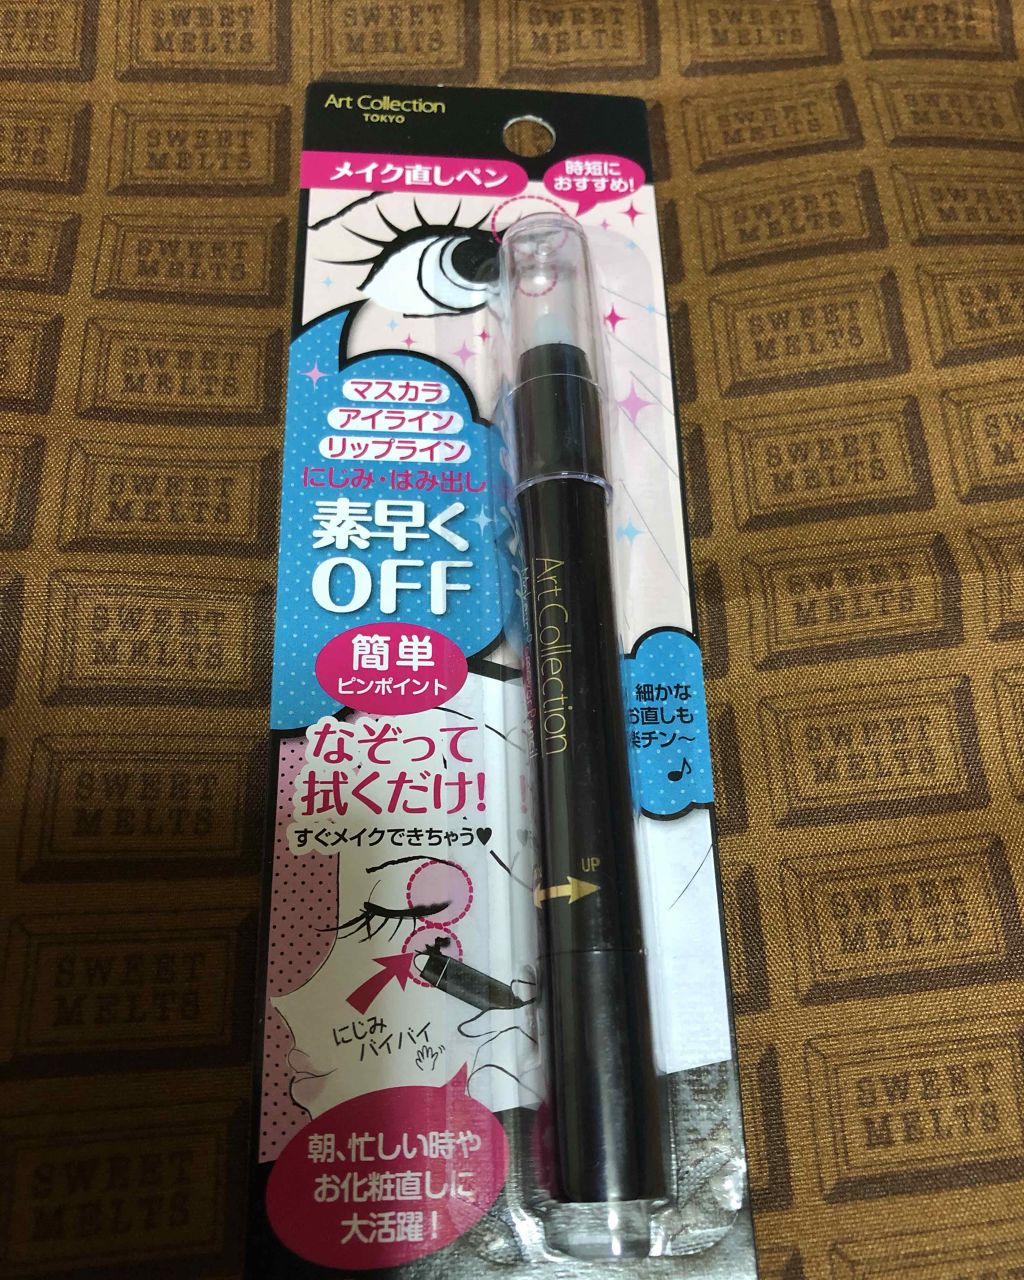 Art Collection
TOKYO
メイク直しペン
時短に
おすすめ!
マスカラ
アイライン
リップライン
にじみ・はみ出し
素早く
OFF
簡単
ピンポイント
なぞって
拭くだけ!
すぐメイクできちゃう♥
にじみ
バイバイ
朝、忙しい時や
お化粧直しに
大活躍!
Art Collection
UP
細かな
お直しも
楽チン〜♪
SWEET
MELTS